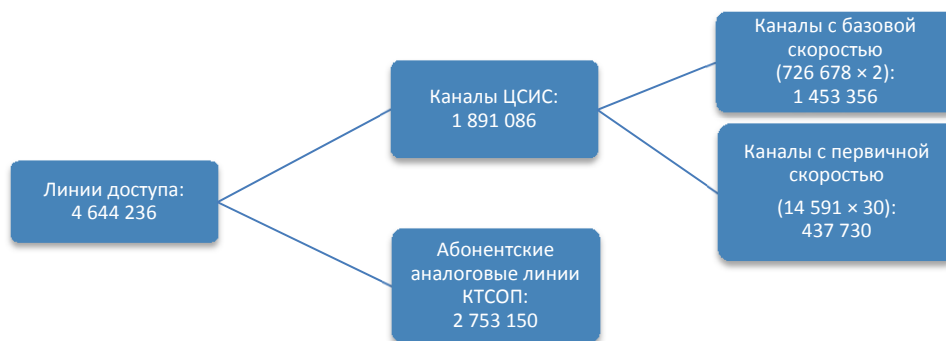 Линии доступа:
4 644 236
Каналы ЦСИС:
1 891 086
Абонентские
аналоговые линии
КТСОП:
2 753 150
Каналы с базовой
скоростью
(726 678 × 2):
1 453 356
Каналы с первичной
скоростью
(14 591 × 30):
437 730